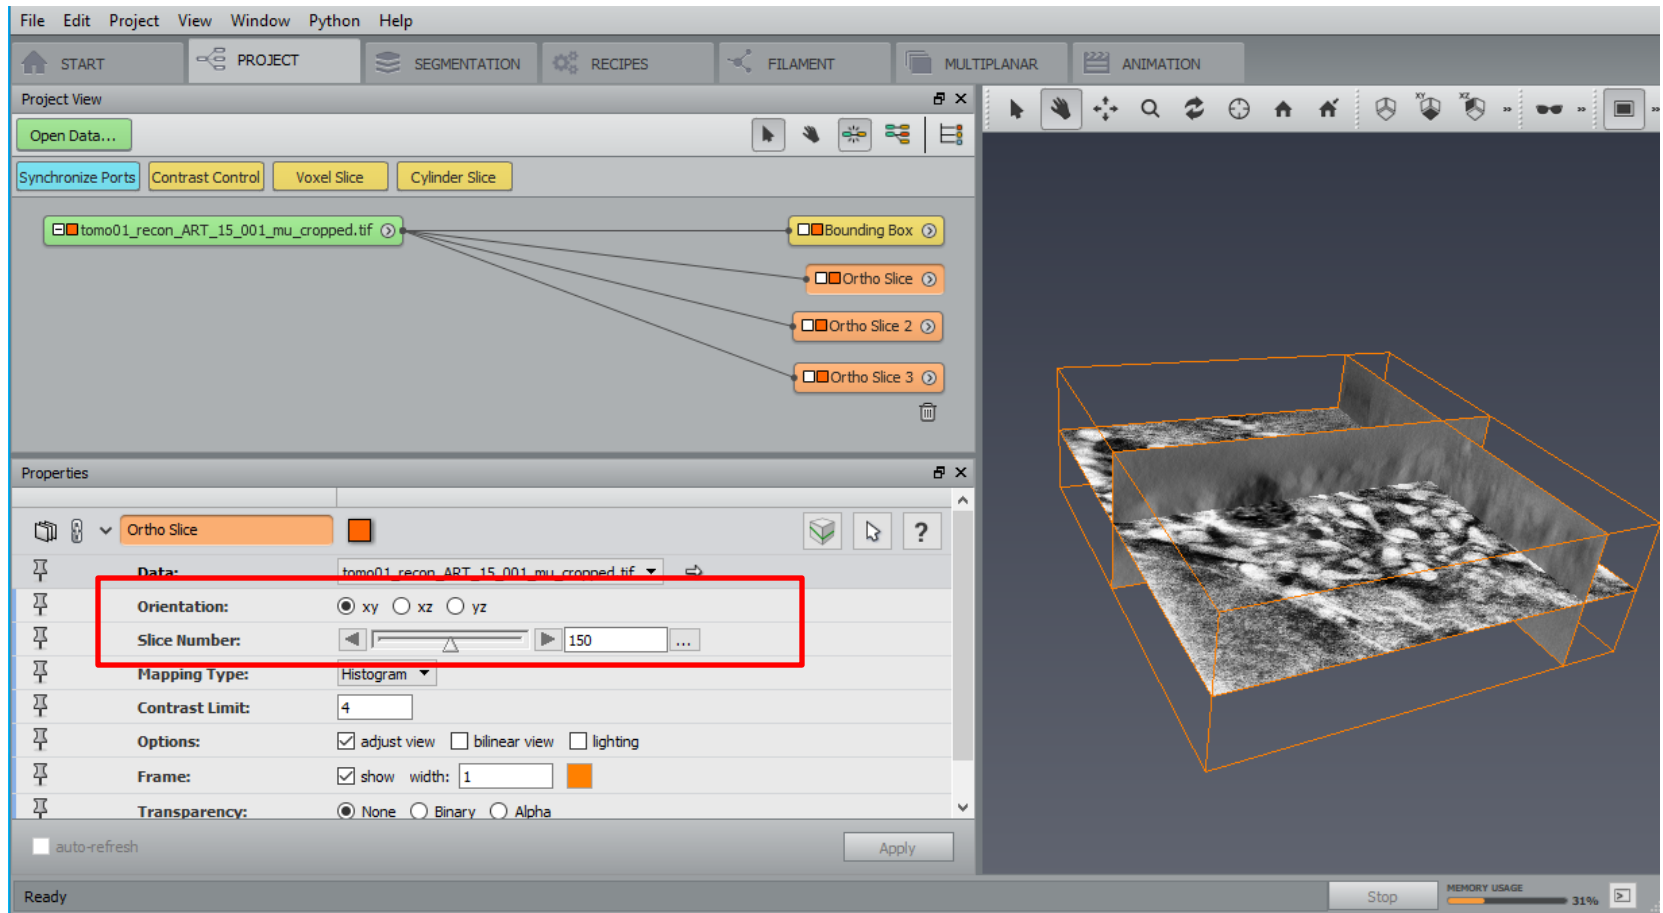 File Edit Project View Window Python Help
START PROJECT SEGMENTATION RECIPES FILAMENT MULTIPLANAR ANIMATION
Project View
XY XZ
Open Data...
Synchronize Ports Contrast Control Voxel Slice Cylinder Slice
tomo01_recon_ART_15_001_mu_cropped.tif
Bounding Box
Ortho Slice
Ortho Slice 2
Ortho Slice 3
Properties
Ortho Slice ?
Data: tomo01_recon_ART_15_001_mu_cropped.tif
Orientation: xy xz yz
Slice Number: 150 ...
Mapping Type: Histogram
Contrast Limit: 4
Options: adjust view bilinear view lighting
Frame: show width: 1
Transparency: None Binary Alpha
auto-refresh Apply
Ready Stop MEMORY USAGE 31%